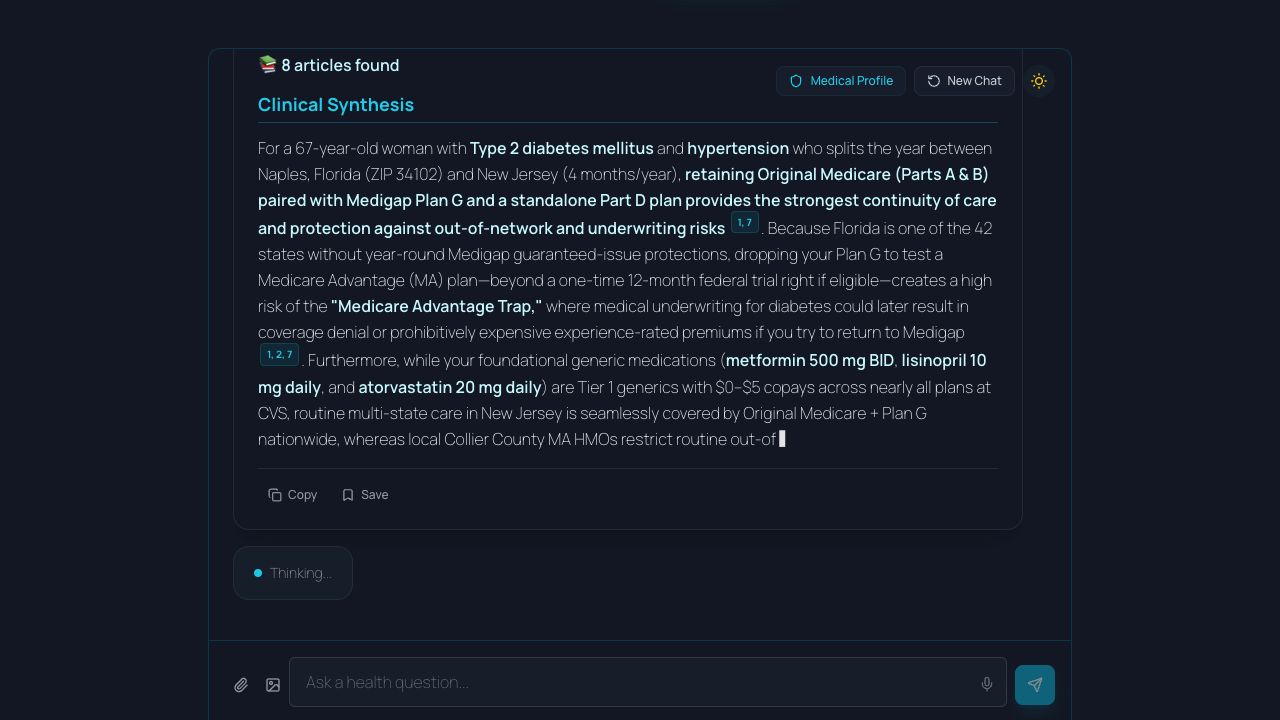 📚 8 articles found
Medical Profile
New Chat
Clinical Synthesis
For a 67-year-old woman with Type 2 diabetes mellitus and hypertension who splits the year between
Naples, Florida (ZIP 34102) and New Jersey (4 months/year), retaining Original Medicare (Parts A & B)
paired with Medigap Plan G and a standalone Part D plan provides the strongest continuity of care
and protection against out-of-network and underwriting risks 1, 7 . Because Florida is one of the 42
states without year-round Medigap guaranteed-issue protections, dropping your Plan G to test a
Medicare Advantage (MA) plan—beyond a one-time 12-month federal trial right if eligible—creates a high
risk of the "Medicare Advantage Trap," where medical underwriting for diabetes could later result in
coverage denial or prohibitively expensive experience-rated premiums if you try to return to Medigap
1, 2, 7 . Furthermore, while your foundational generic medications (metformin 500 mg BID, lisinopril 10
mg daily, and atorvastatin 20 mg daily) are Tier 1 generics with $0–$5 copays across nearly all plans at
CVS, routine multi-state care in New Jersey is seamlessly covered by Original Medicare + Plan G
nationwide, whereas local Collier County MA HMOs restrict routine out-of
Copy
Save
Thinking...
Ask a health question...